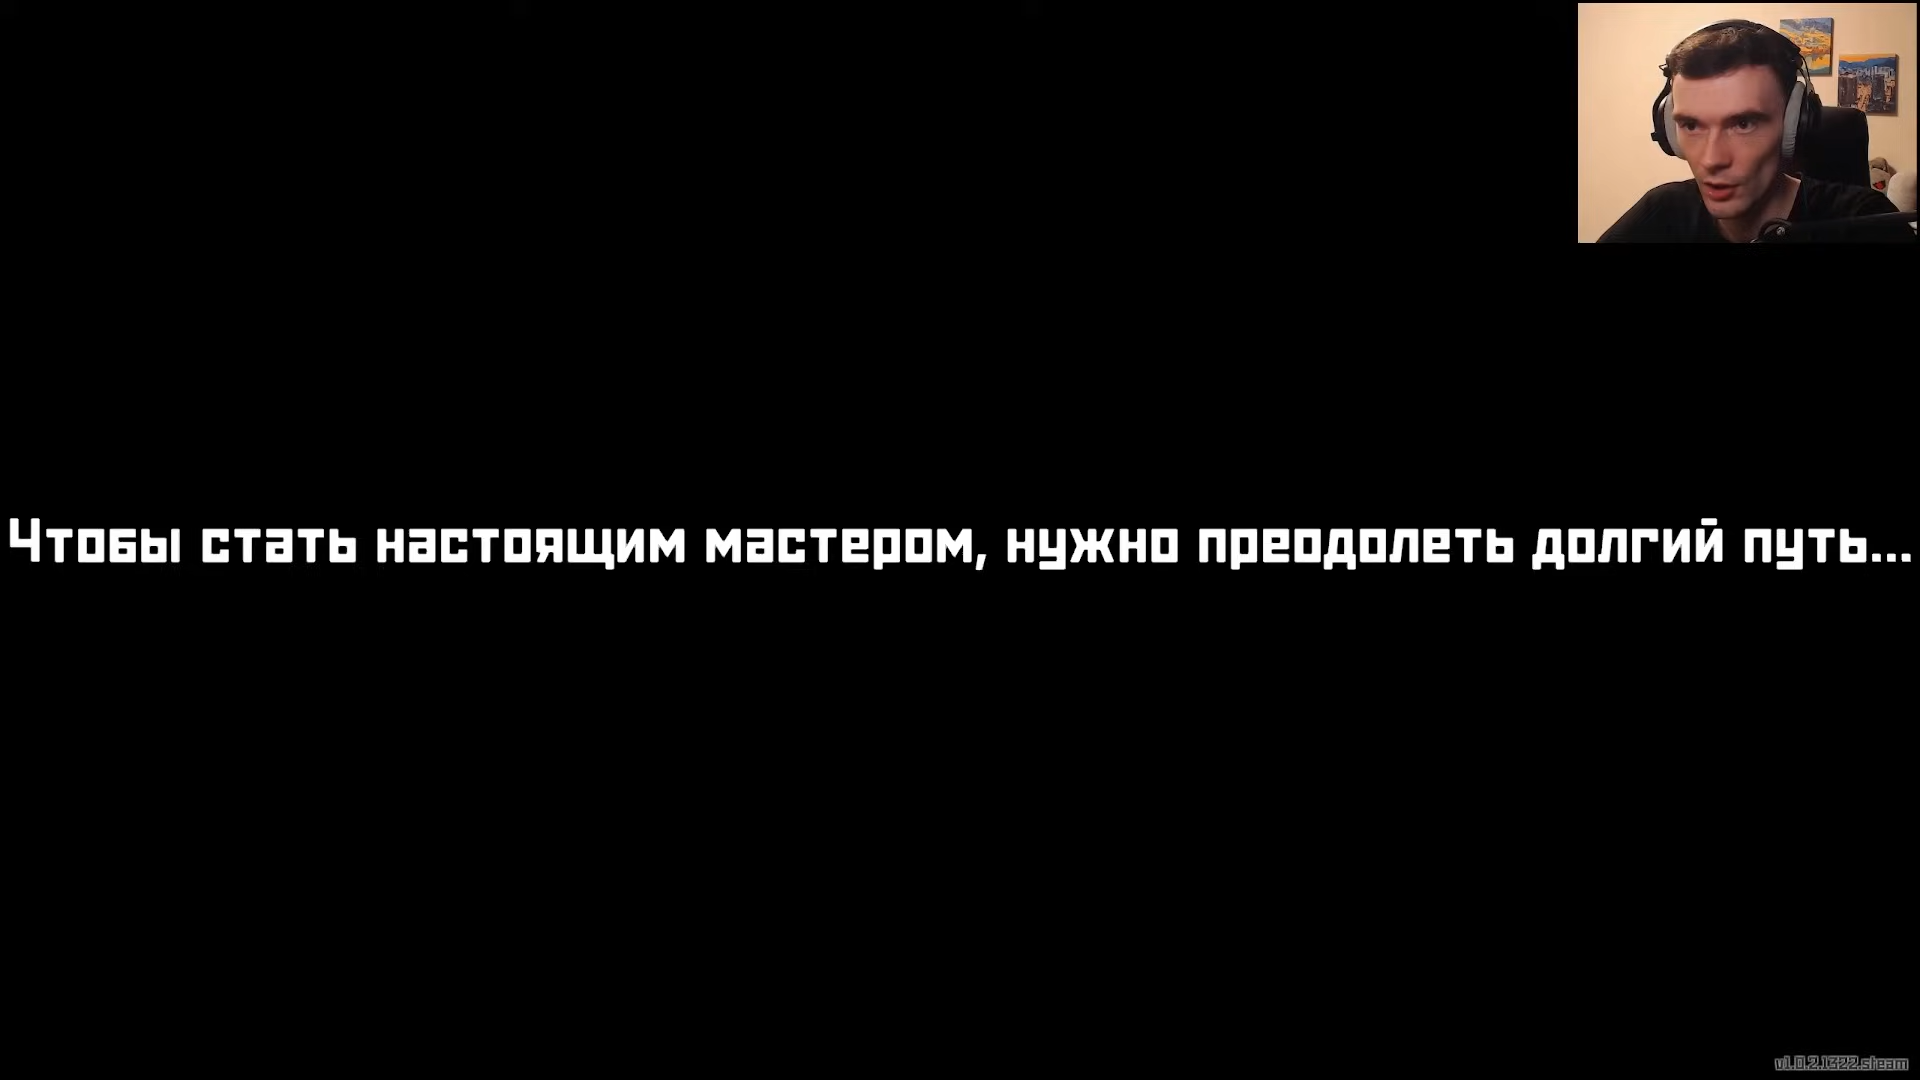 Чтобы стать настоящим мастером, нужно преодолеть долгий путь...
v1.0.2.1322.steam